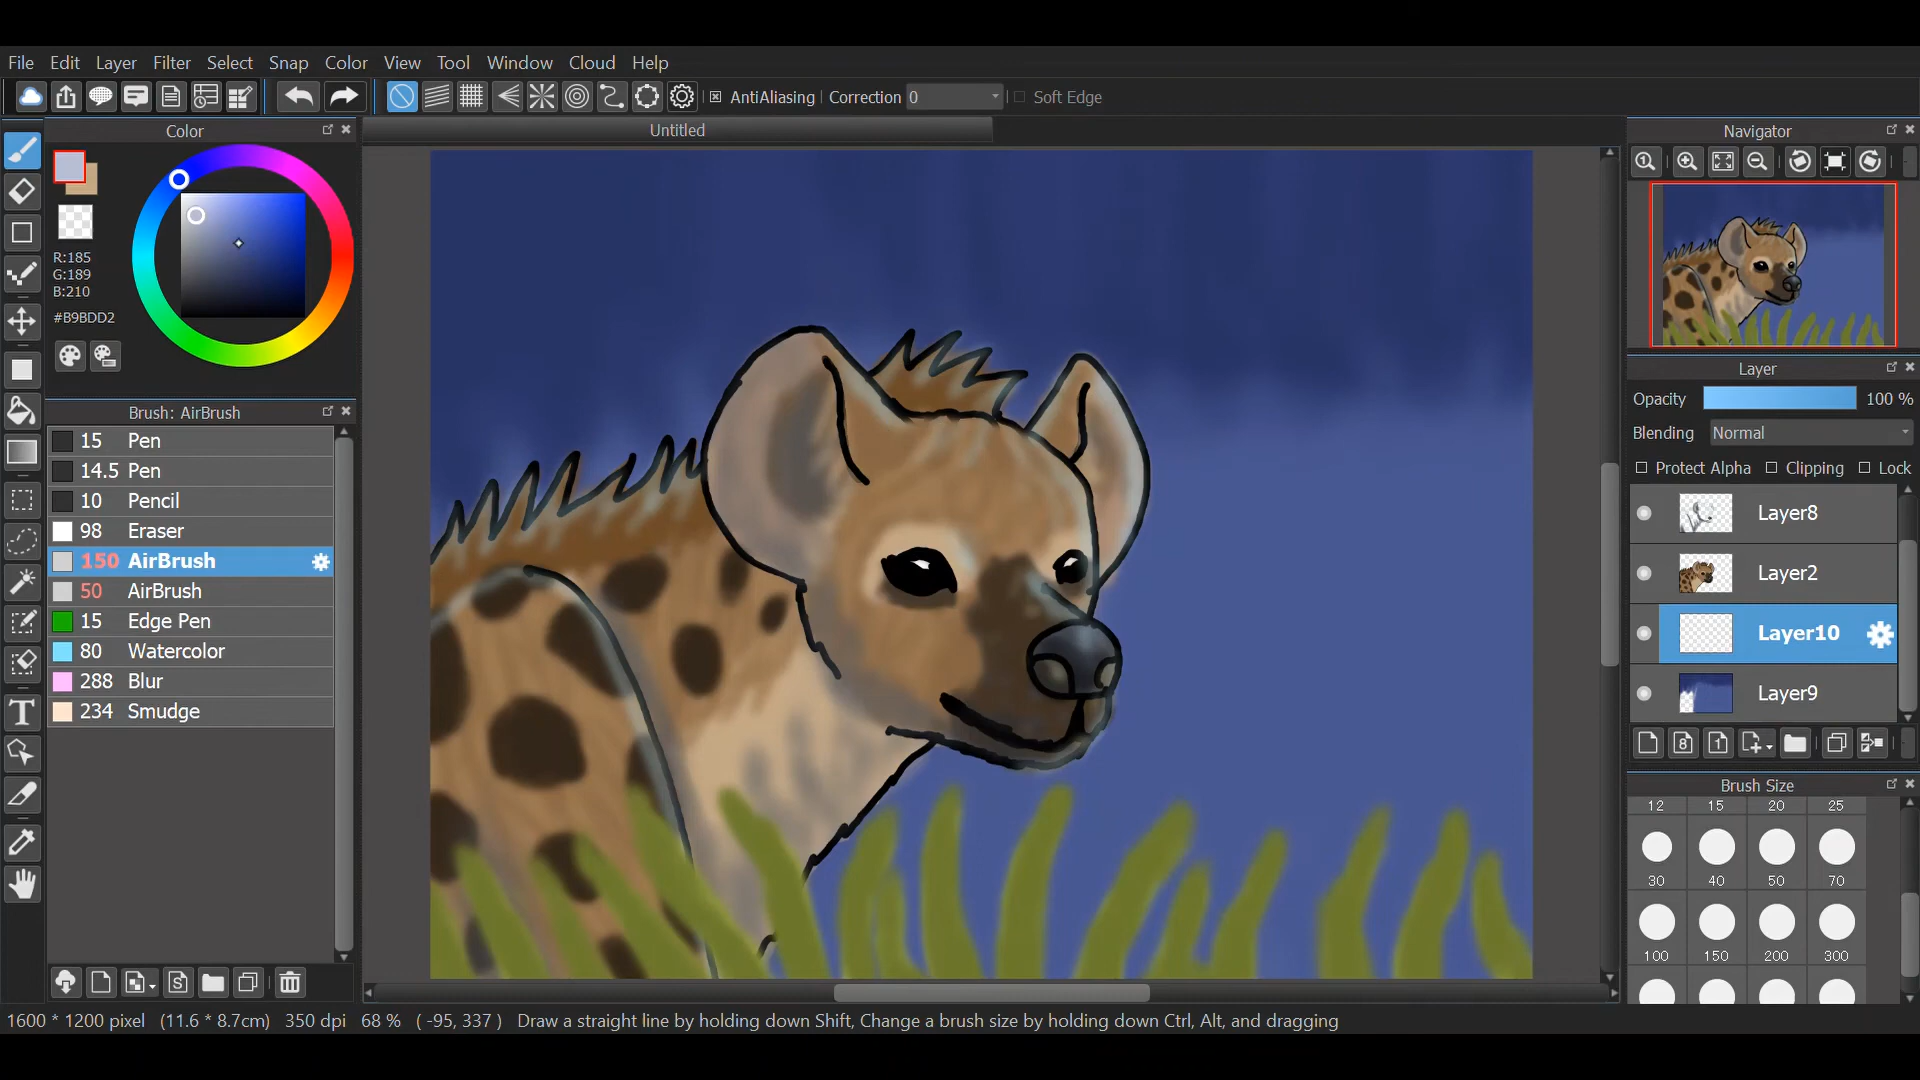 File Edit Layer Filter Select Snap Color View Tool Window Cloud Help
AntiAliasing Correction 0 Soft Edge
Color
Untitled
Navigator
R:185
G:189
B:210
#B9BDD2
Layer
Opacity 100 %
Blending Normal
Protect Alpha Clipping Lock
Brush: AirBrush
15 Pen
14.5 Pen
10 Pencil
98 Eraser
150 AirBrush
50 AirBrush
15 Edge Pen
80 Watercolor
288 Blur
234 Smudge
Layer8
Layer2
Layer10
Layer9
Brush Size
12 15 20 25
30 40 50 70
100 150 200 300
1600 * 1200 pixel (11.6 * 8.7cm) 350 dpi 68 % ( -95, 337 ) Draw a straight line by holding down Shift, Change a brush size by holding down Ctrl, Alt, and dragging